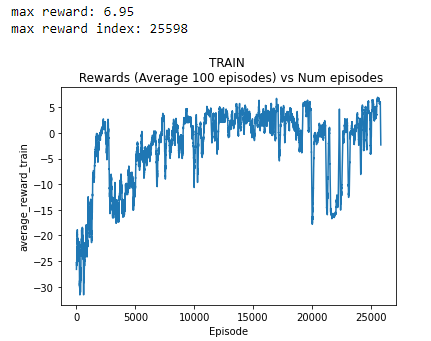 max reward: 6.95
max reward index: 25598
TRAIN
Rewards (Average 100 episodes) vs Num episodes
average_reward_train
5
0
−5
−10
−15
−20
−25
−30
0
5000
10000
15000
20000
25000
Episode